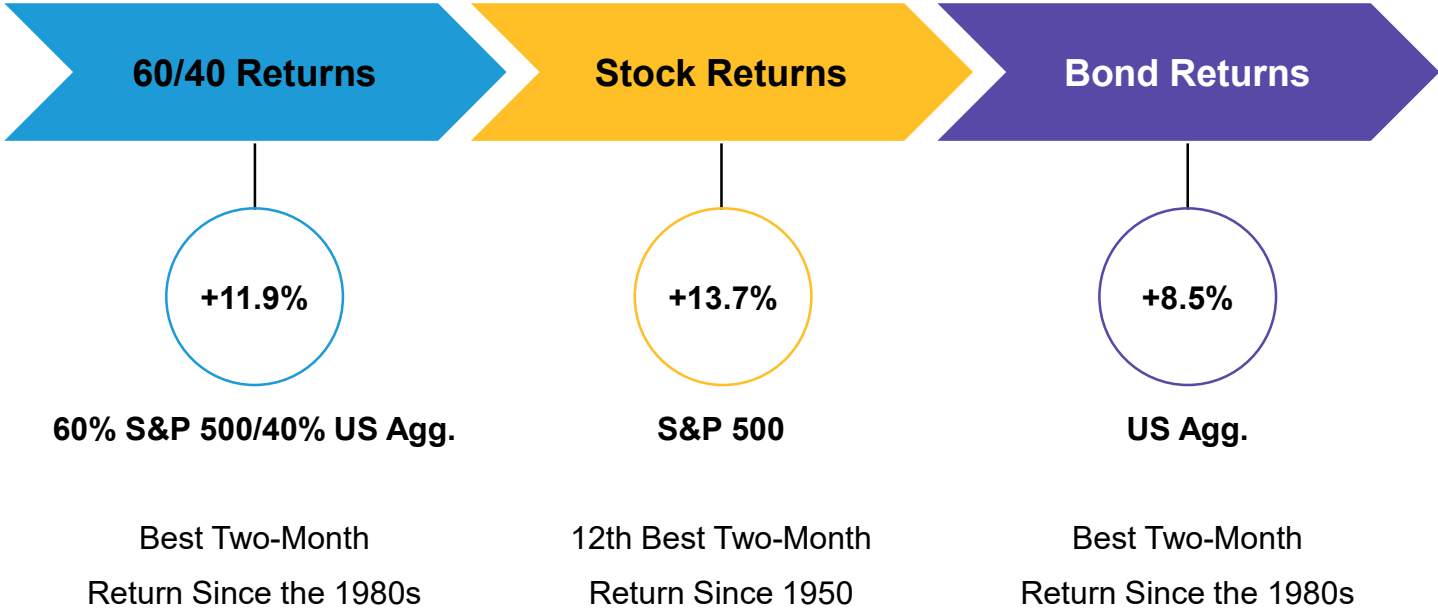 60/40 Returns
Stock Returns
Bond Returns
+11.9%
+13.7%
+8.5%
60% S&P 500/40% US Agg.
S&P 500
US Agg.
Best Two-Month
Return Since the 1980s
12th Best Two-Month
Return Since 1950
Best Two-Month
Return Since the 1980s